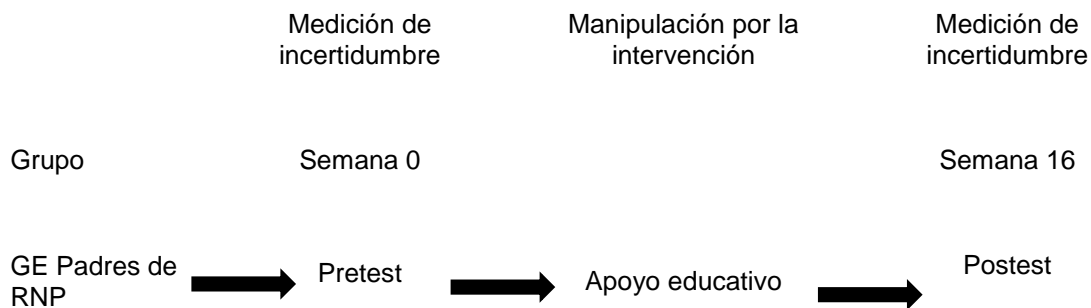 Medición de
incertidumbre
Manipulación por la
intervención
Medición de
incertidumbre
Grupo
Semana 0
Semana 16
GE Padres de
RNP
Pretest
Apoyo educativo
Postest